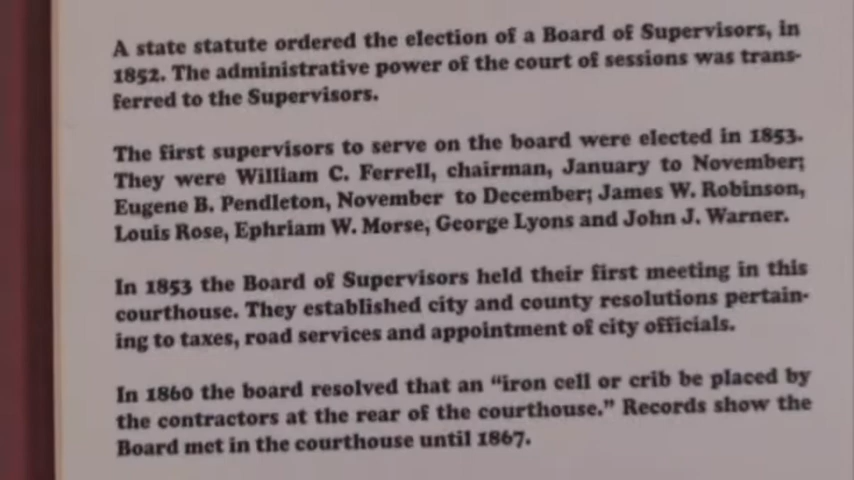 A state statute ordered the election of a Board of Supervisors, in
1852. The administrative power of the court of sessions was trans-
ferred to the Supervisors.
The first supervisors to serve on the board were elected in 1853.
They were William C. Ferrell, chairman, January to November;
Eugene B. Pendleton, November to December; James W. Robinson,
Louis Rose, Ephriam W. Morse, George Lyons and John J. Warner.
In 1853 the Board of Supervisors held their first meeting in this
courthouse. They established city and county resolutions pertain-
ing to taxes, road services and appointment of city officials.
In 1860 the board resolved that an “iron cell or crib be placed by
the contractors at the rear of the courthouse.” Records show the
Board met in the courthouse until 1867.